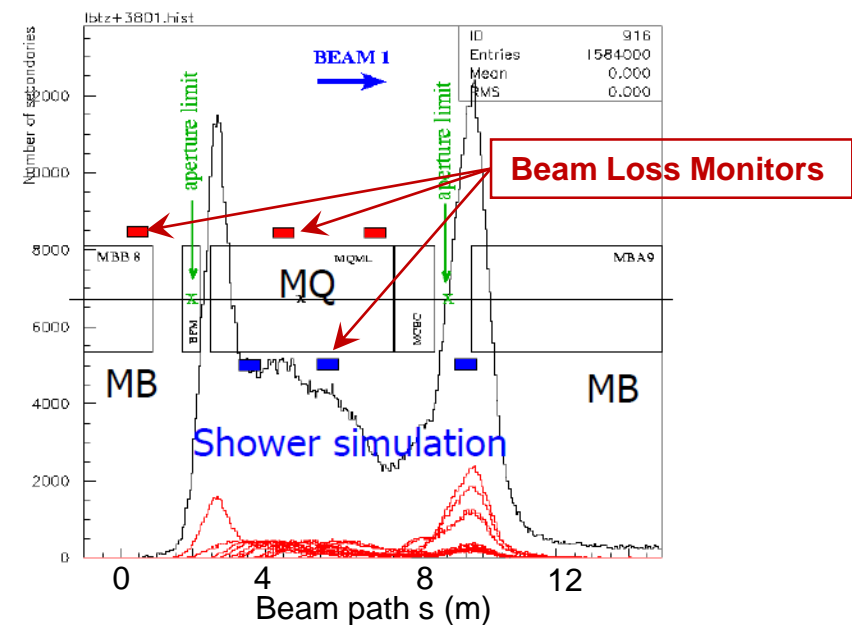 lbtz+3801.hist
ID 916
Entries 1584000
Mean 0.000
RMS 0.000
BEAM 1
Number of secondaries
12000
10000
8000
6000
4000
2000
0
aperture limit
aperture limit
Beam Loss Monitors
MBB 8
BPM
MQML
MCBC
MBA9
MQ
x
x
x
MB
MB
Shower simulation
0 4 8 12
Beam path s (m)